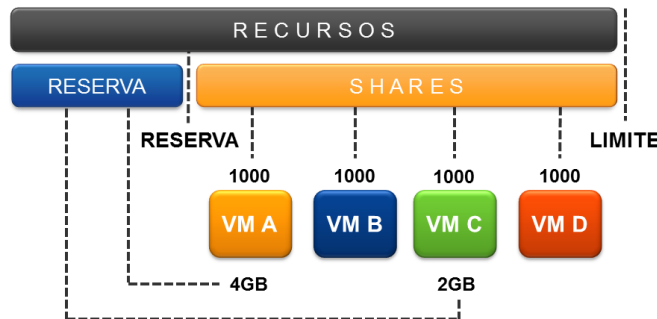 RECURSOS
RESERVA SHARES
RESERVA LIMITE
1000 1000 1000 1000
VM A VM B VM C VM D
4GB 2GB